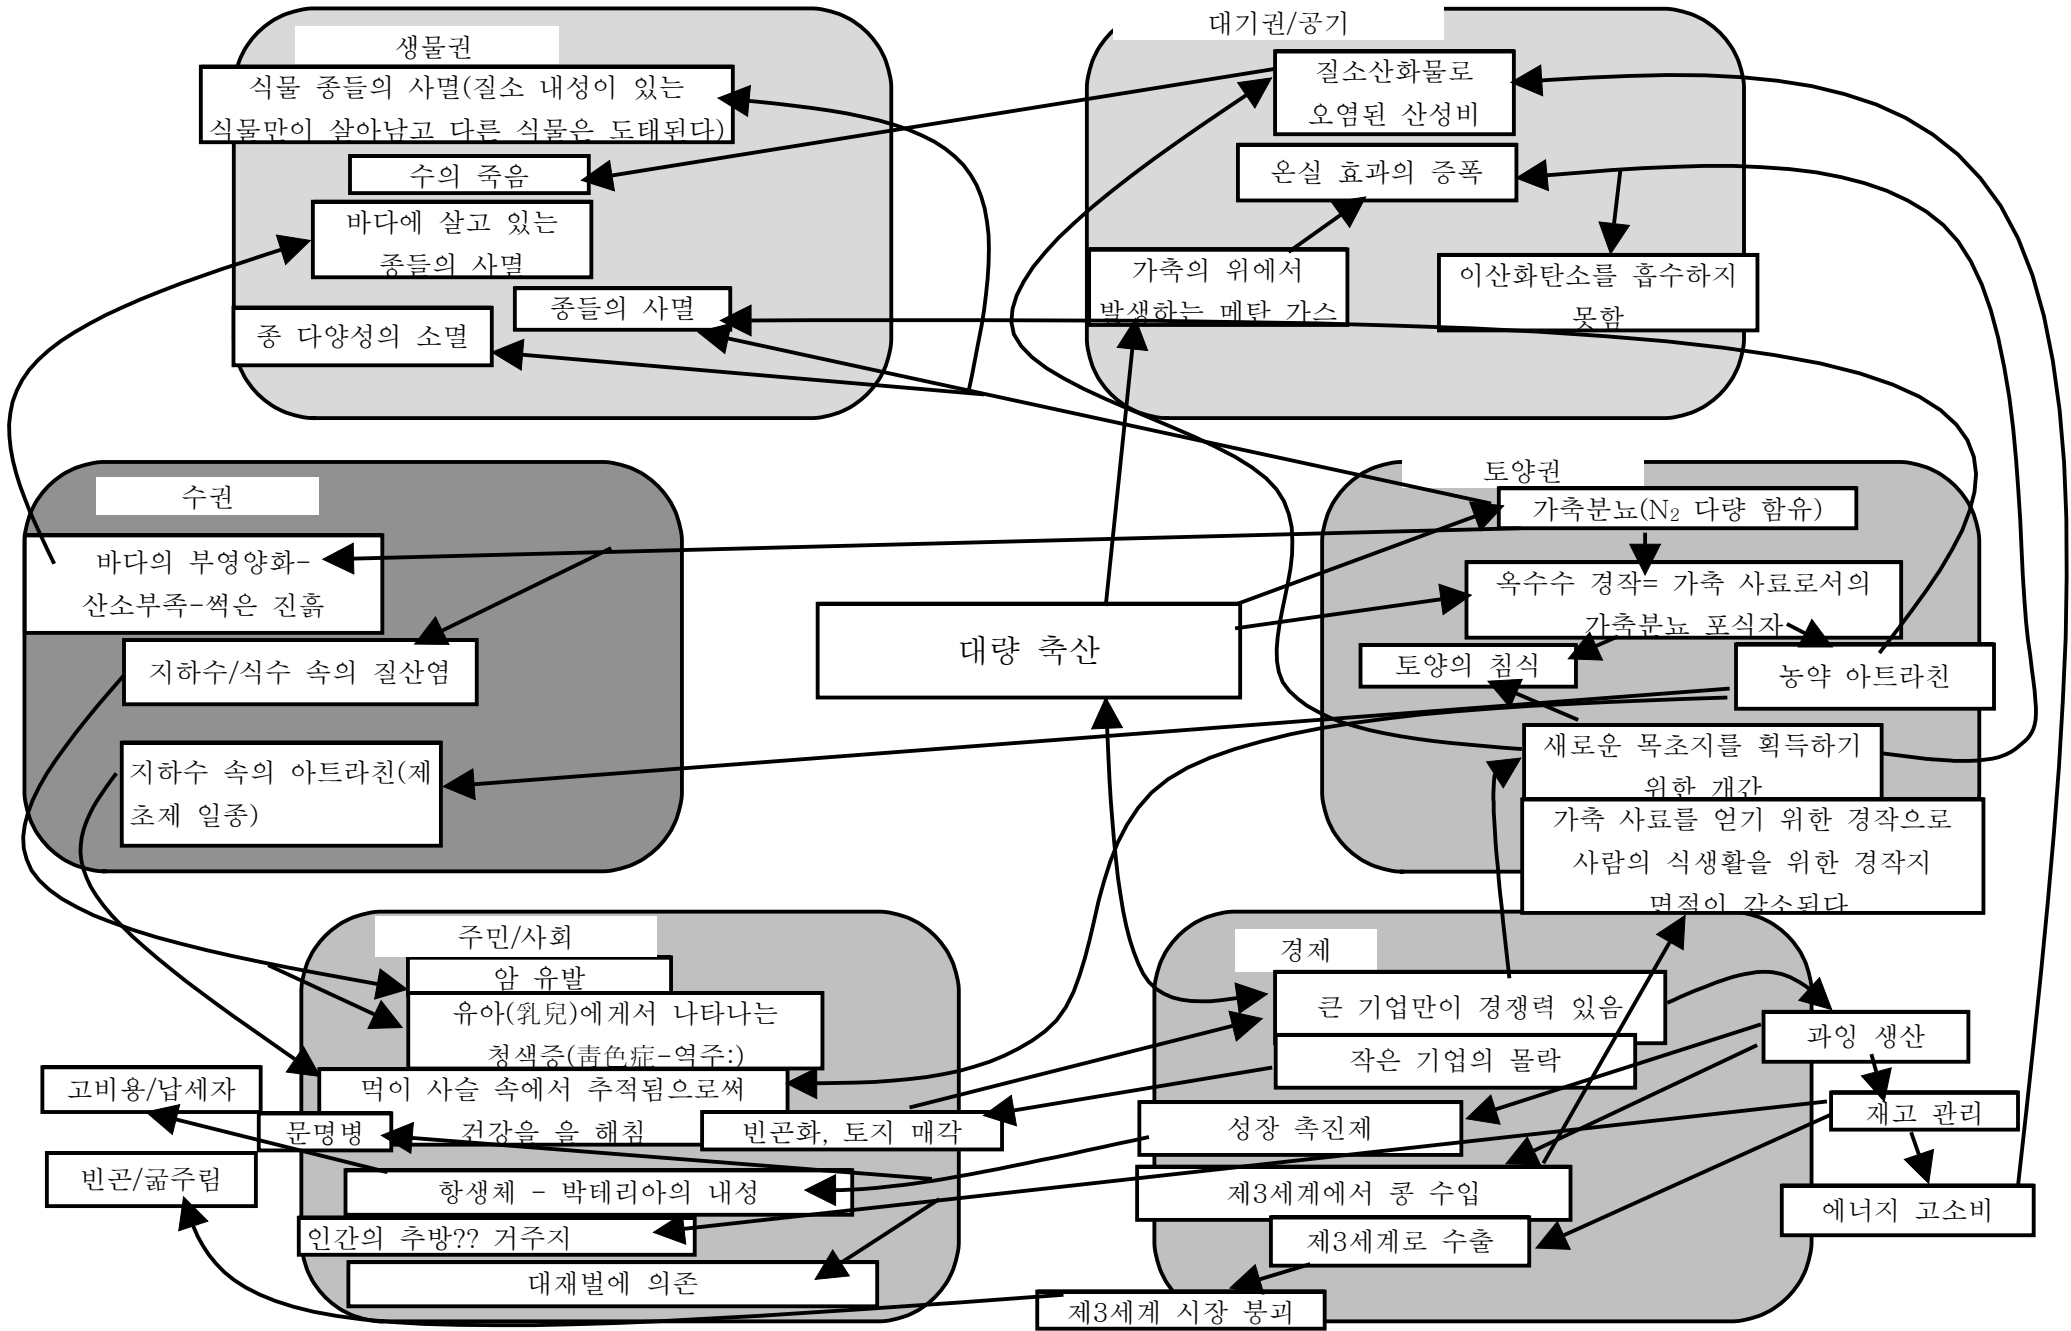 생물권
식물 종들의 사멸(질소 내성이 있는
식물만이 살아남고 다른 식물은 도태된다)
수의 죽음
바다에 살고 있는
종들의 사멸
종들의 사멸
종 다양성의 소멸
대기권/공기
질소산화물로
오염된 산성비
온실 효과의 증폭
가축의 위에서
발생하는 메탄 가스
이산화탄소를 흡수하지
못함
수권
바다의 부영양화-
산소부족-썩은 진흙
지하수/식수 속의 질산염
지하수 속의 아트라친(제
초제 일종)
대량 축산
토양권
가축분뇨(N₂ 다량 함유)
옥수수 경작= 가축 사료로서의
가축분뇨 포식자
토양의 침식
농약 아트라친
새로운 목초지를 획득하기
위한 개간
가축 사료를 얻기 위한 경작으로
사람의 식생활을 위한 경작지
면적이 감소된다
주민/사회
암 유발
유아(乳兒)에게서 나타나는
청색증(靑色症-역주:)
먹이 사슬 속에서 추적됨으로써
건강을 을 해침
고비용/납세자
문명병
빈곤화, 토지 매각
빈곤/굶주림
항생체 - 박테리아의 내성
인간의 추방?? 거주지
대재벌에 의존
경제
큰 기업만이 경쟁력 있음
작은 기업의 몰락
과잉 생산
성장 촉진제
재고 관리
제3세계에서 콩 수입
에너지 고소비
제3세계로 수출
제3세계 시장 붕괴